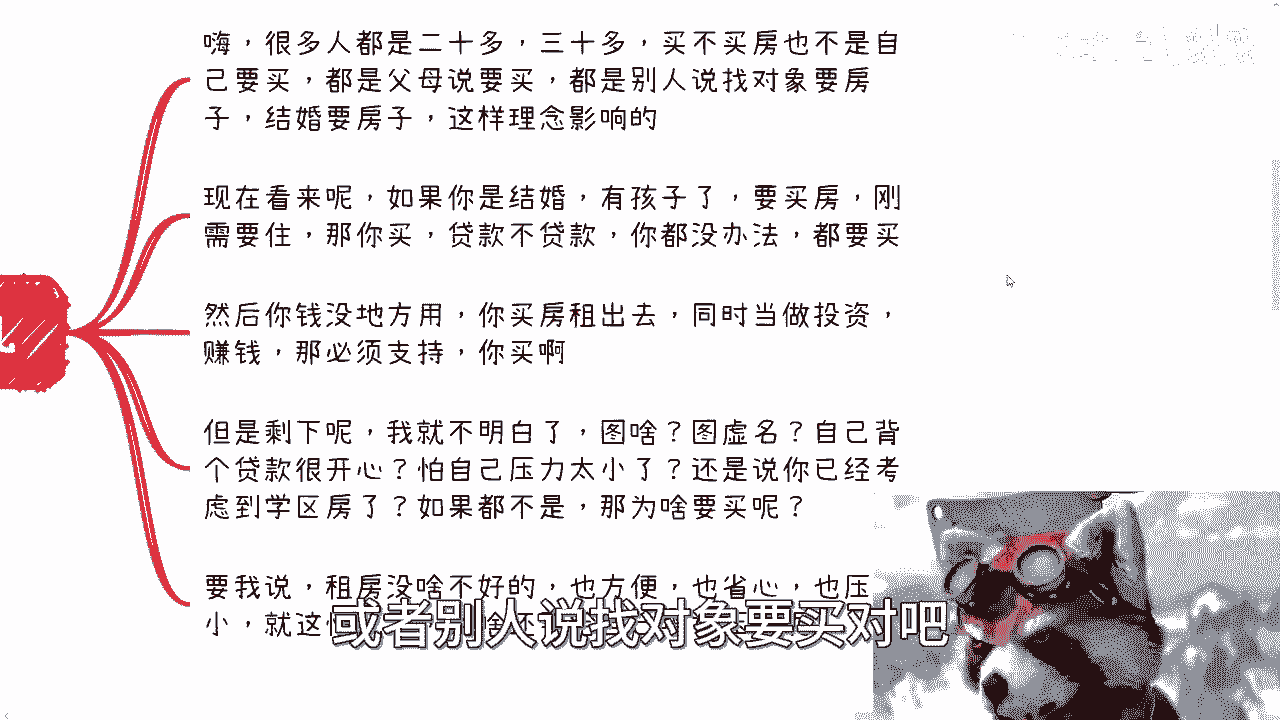 嗨，很多人都是二十多，三十多，买不买房也不是自
己要买，都是父母说要买，都是别人说找对象要房
子，结婚要房子，这样理念影响的
现在看来呢，如果你是结婚，有孩子了，要买房，刚
需要住，那你买，贷款不贷款，你都没办法，都要买
然后你钱没地方用，你买房租出去，同时当做投资，
赚钱，那必须支持，你买啊
但是剩下呢，我就不明白了，图啥？图虚名？自己背
个贷款很开心？怕自己压力太小了？还是说你已经考
虑到学区房了？如果都不是，那为啥要买呢？
要我说，租房没啥不好的，也方便，也省心，也压
小，就这
或者别人说找对象要买对吧